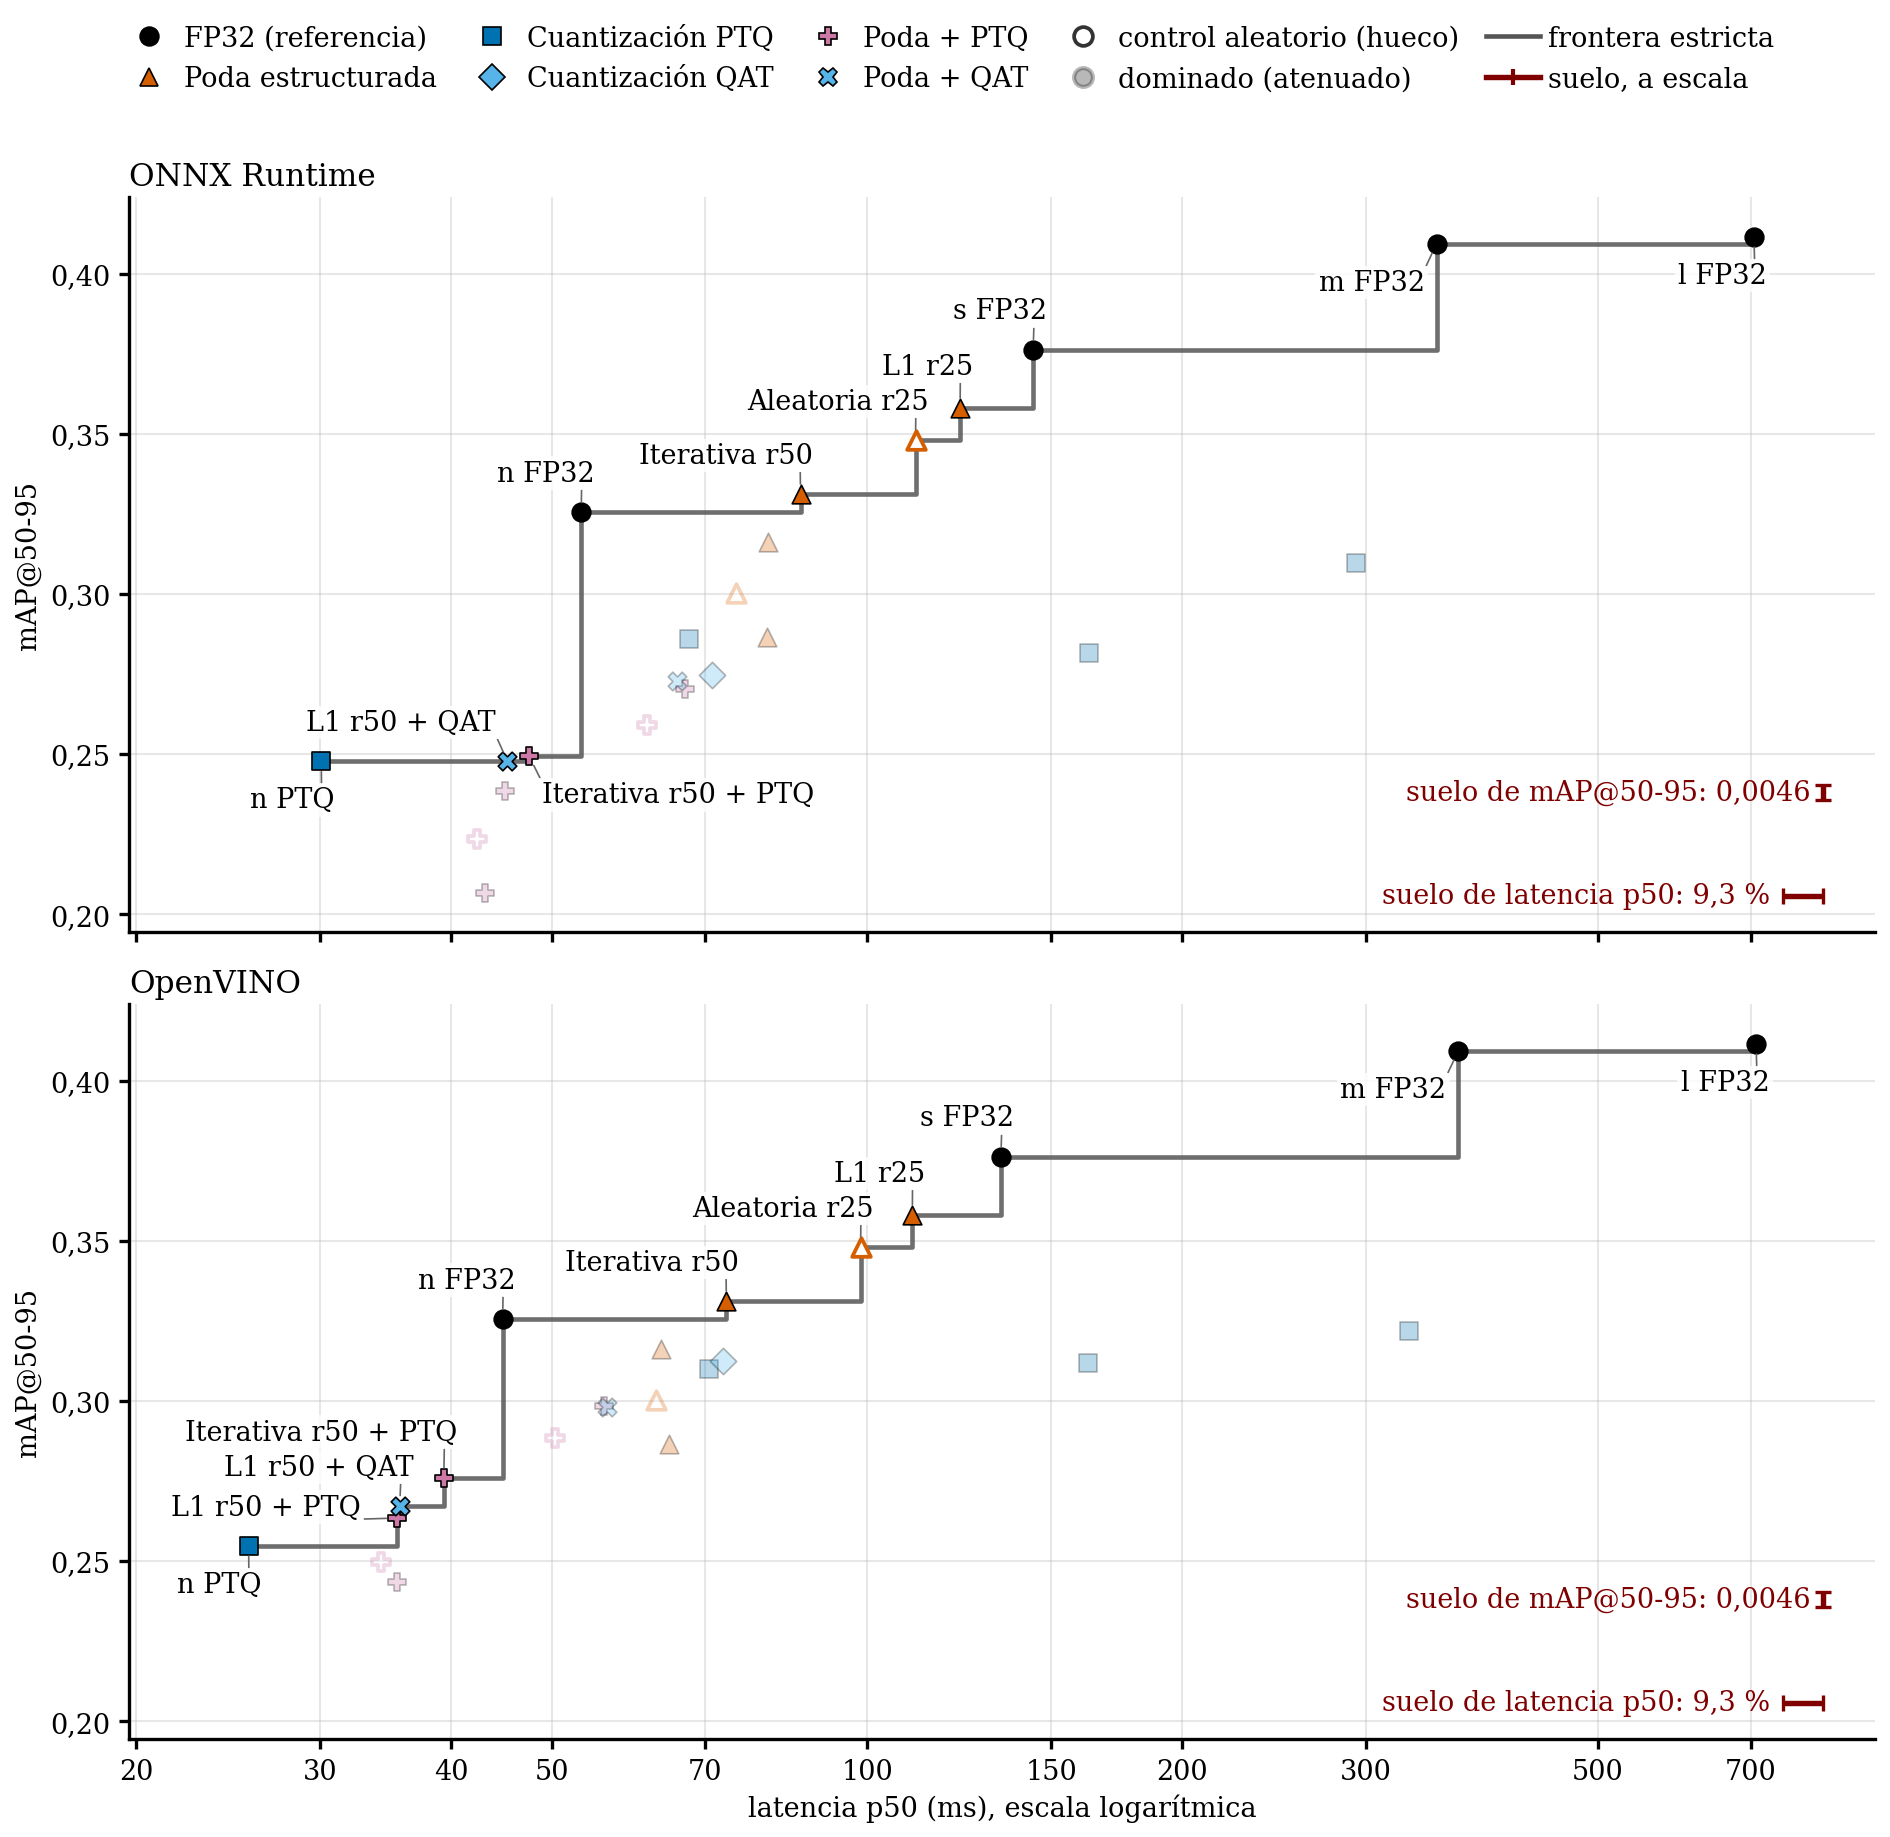 FP32 (referencia)
Poda estructurada
Cuantización PTQ
Cuantización QAT
Poda + PTQ
Poda + QAT
control aleatorio (hueco)
dominado (atenuado)
frontera estricta
suelo, a escala
ONNX Runtime
mAP@50-95
0,40
0,35
0,30
0,25
0,20
m FP32
l FP32
s FP32
L1 r25
Aleatoria r25
Iterativa r50
n FP32
L1 r50 + QAT
n PTQ
Iterativa r50 + PTQ
suelo de mAP@50-95: 0,0046
suelo de latencia p50: 9,3 %
OpenVINO
mAP@50-95
0,40
0,35
0,30
0,25
0,20
m FP32
l FP32
s FP32
L1 r25
Aleatoria r25
Iterativa r50
n FP32
Iterativa r50 + PTQ
L1 r50 + QAT
L1 r50 + PTQ
n PTQ
suelo de mAP@50-95: 0,0046
suelo de latencia p50: 9,3 %
20 30 40 50 70 100 150 200 300 500 700
latencia p50 (ms), escala logarítmica